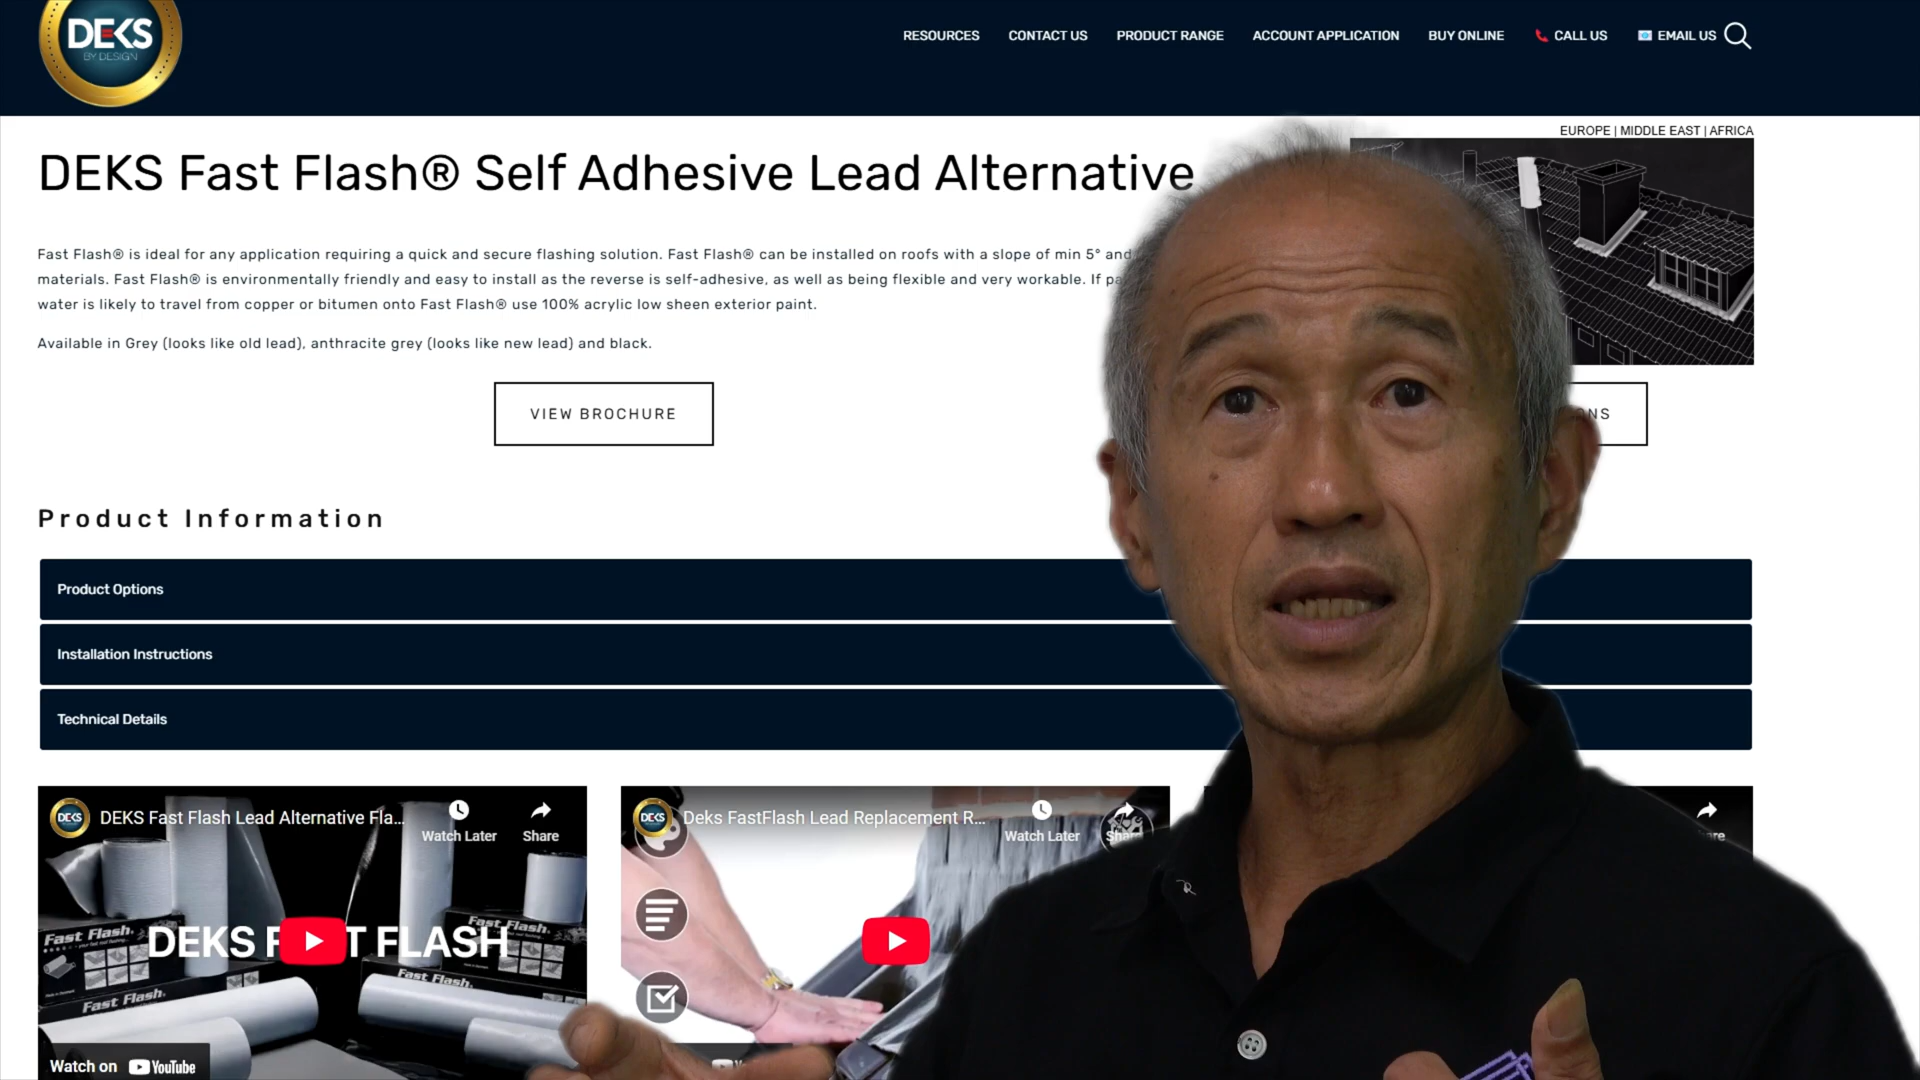 DEKS
BY DESIGN
RESOURCES
CONTACT US
PRODUCT RANGE
ACCOUNT APPLICATION
BUY ONLINE
CALL US
EMAIL US
EUROPE | MIDDLE EAST | AFRICA
DEKS Fast Flash® Self Adhesive Lead Alternative
Fast Flash® is ideal for any application requiring a quick and secure flashing solution. Fast Flash® can be installed on roofs with a slope of min 5° and
materials. Fast Flash® is environmentally friendly and easy to install as the reverse is self-adhesive, as well as being flexible and very workable. If
water is likely to travel from copper or bitumen onto Fast Flash® use 100% acrylic low sheen exterior paint.
Available in Grey (looks like old lead), anthracite grey (looks like new lead) and black.
VIEW BROCHURE
Product Information
Product Options
Installation Instructions
Technical Details
DEKS
DEKS Fast Flash Lead Alternative Fla...
Watch Later
Share
DEKS
Deks FastFlash Lead Replacement R...
Watch Later
Share
Fast Flash.
DEKS F T FLASH
Fast Flash.
Fast Flash.
Fast Flash.
Watch on YouTube